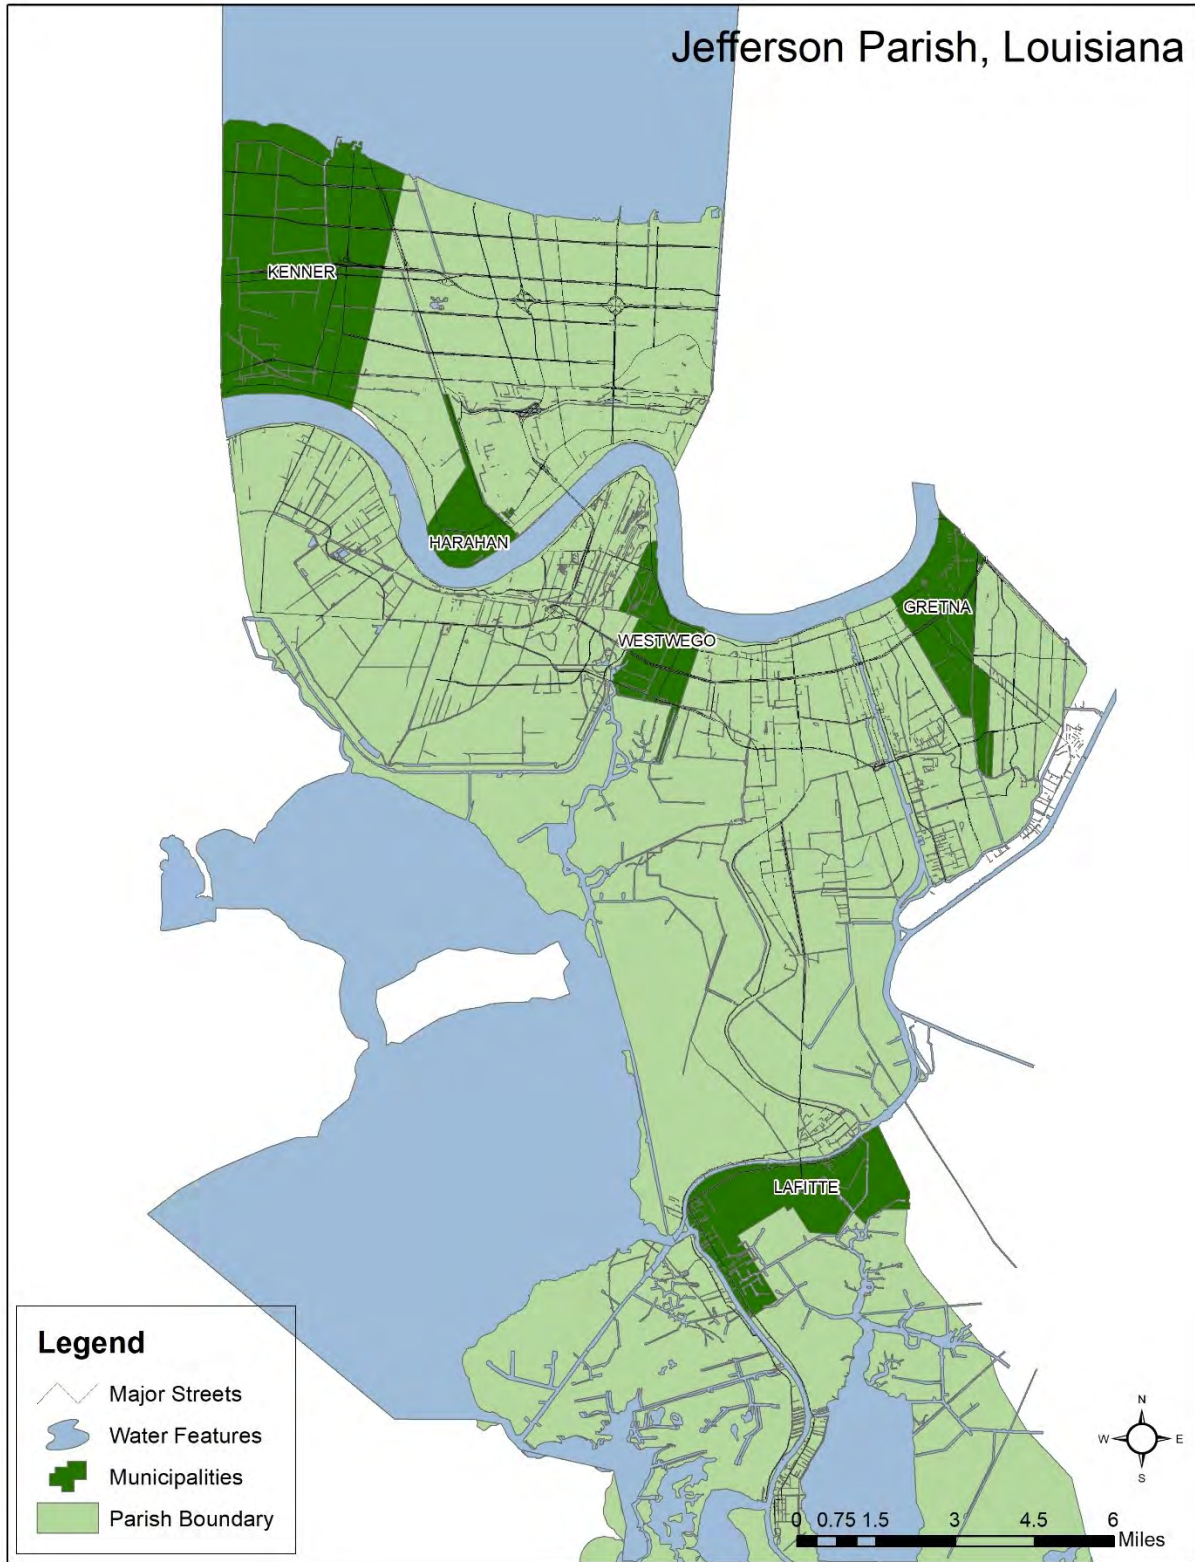 Jefferson Parish, Louisiana
KENNER
HARAHAN
GRETNA
WESTWEGO
LAFITTE
Legend
Major Streets
Water Features
Municipalities
Parish Boundary
N
W E
S
0 0.75 1.5 3 4.5 6
Miles